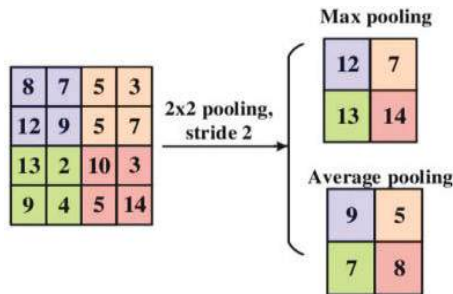 Max pooling
12 7
13 14
8 7 5 3
12 9 5 7
13 2 10 3
9 4 5 14
2x2 pooling,
stride 2
Average pooling
9 5
7 8